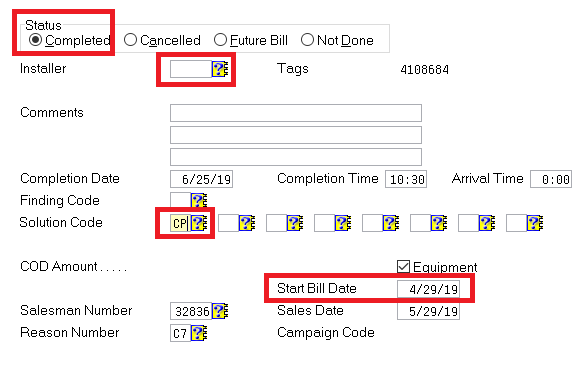 Status
Completed Cancelled Future Bill Not Done
Installer ? Tags 4108684
Comments
Completion Date 6/25/19 Completion Time 10:30 Arrival Time 0:00
Finding Code ?
Solution Code CP ? ? ? ? ? ? ? ?
COD Amount..... Equipment
Start Bill Date 4/29/19
Salesman Number 32836 ? Sales Date 5/29/19
Reason Number C7 ? Campaign Code